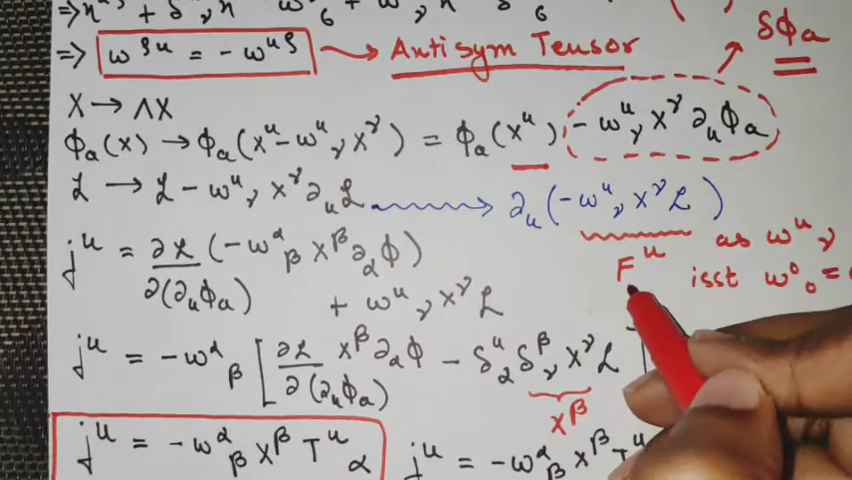 => ω^{ρμ} = - ω^{μρ} → Antisym Tensor
δφ_a
x → Λx
φ_a(x) → φ_a(x^μ - ω^μ_ν x^ν) = φ_a(x^μ) - ω^μ_ν x^ν ∂_μ φ_a
ℒ → ℒ - ω^μ_ν x^ν ∂_μ ℒ → ∂_μ(-ω^μ_ν x^ν ℒ)
F^μ as ω^μ_ν
isst ω^0_0 =
j^μ = ∂ℒ/∂(∂_μ φ_a) (-ω^α_β x^β ∂_α φ)
+ ω^μ_ν x^ν ℒ
j^μ = -ω^α_β [ ∂ℒ/∂(∂_μ φ_a) x^β ∂_α φ - δ^μ_α δ^β_ν x^ν ℒ ]
x^β
j^μ = -ω^α_β x^β T^μ_α
j^μ = -ω^α_β x^β T^μ